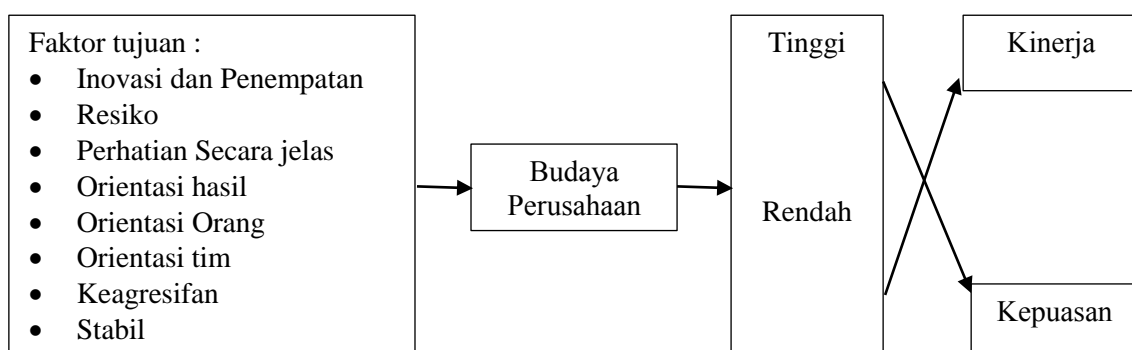 Faktor tujuan :
• Inovasi dan Penempatan
• Resiko
• Perhatian Secara jelas
• Orientasi hasil
• Orientasi Orang
• Orientasi tim
• Keagresifan
• Stabil
Budaya
Perusahaan
Tinggi
Rendah
Kinerja
Kepuasan